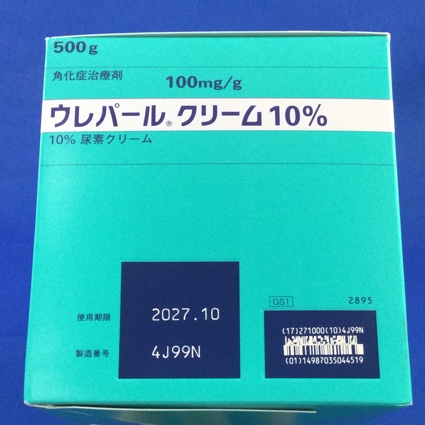 500g
角化症治療剤
100mg/g
ウレパール®クリーム10%
10% 尿素クリーム
GS1 2895
使用期限 2027.10
製造番号 4J99N
(17)271000(10)4J99N
(01)14987035044519